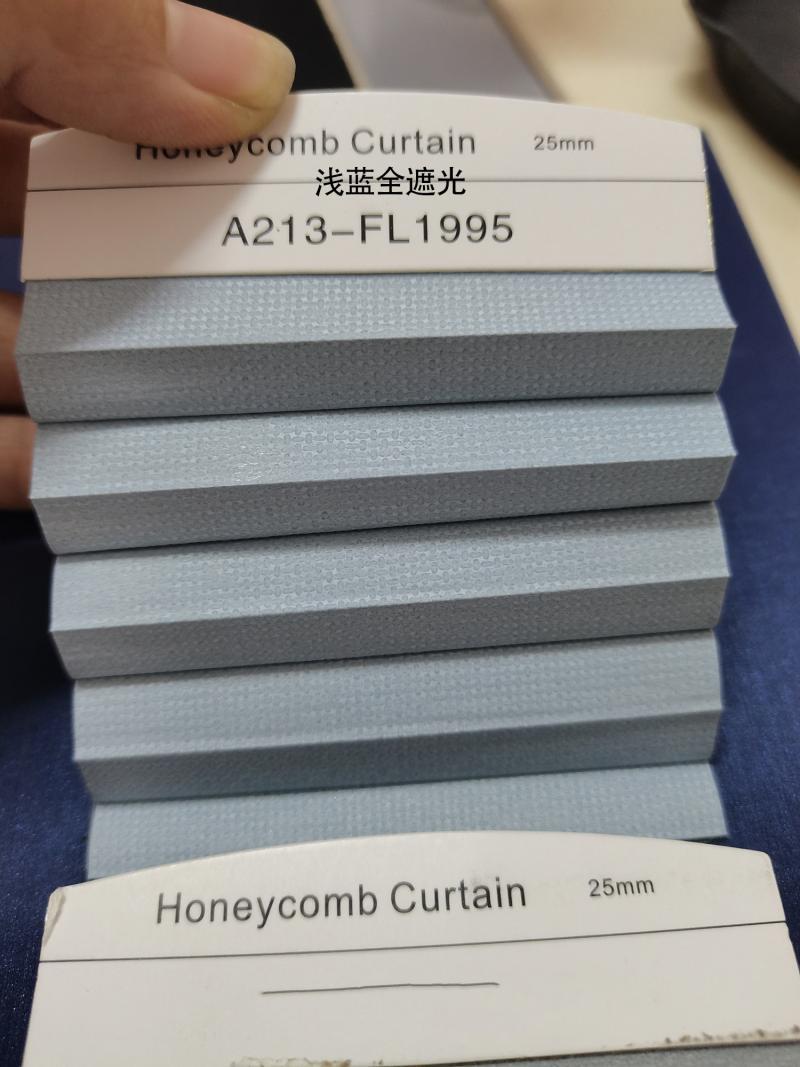 Honeycomb Curtain 25mm
浅蓝全遮光
A213-FL1995
Honeycomb Curtain 25mm